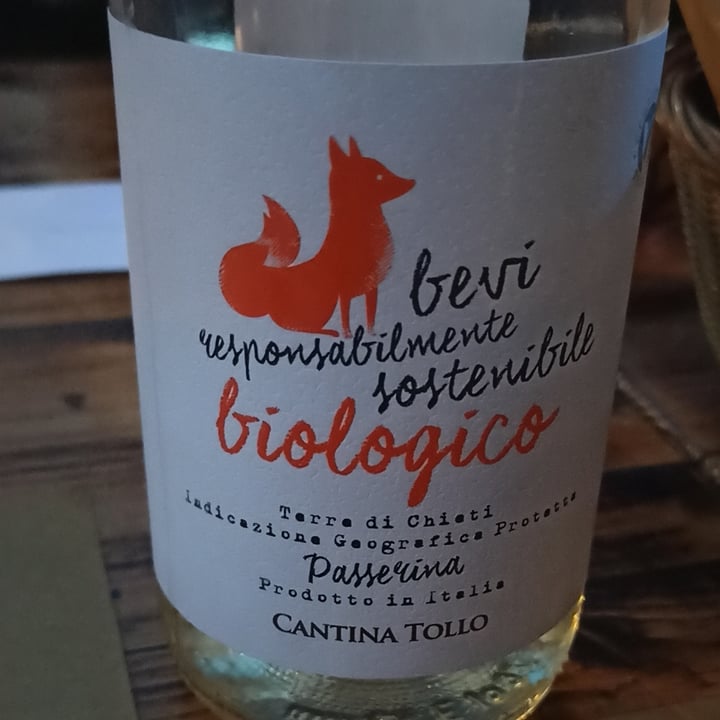 bevi
responsabilmente
sostenibile
biologico
Terre di Chieti
Indicazione Geografica Protetta
Passerina
Prodotto in Italia
CANTINA TOLLO